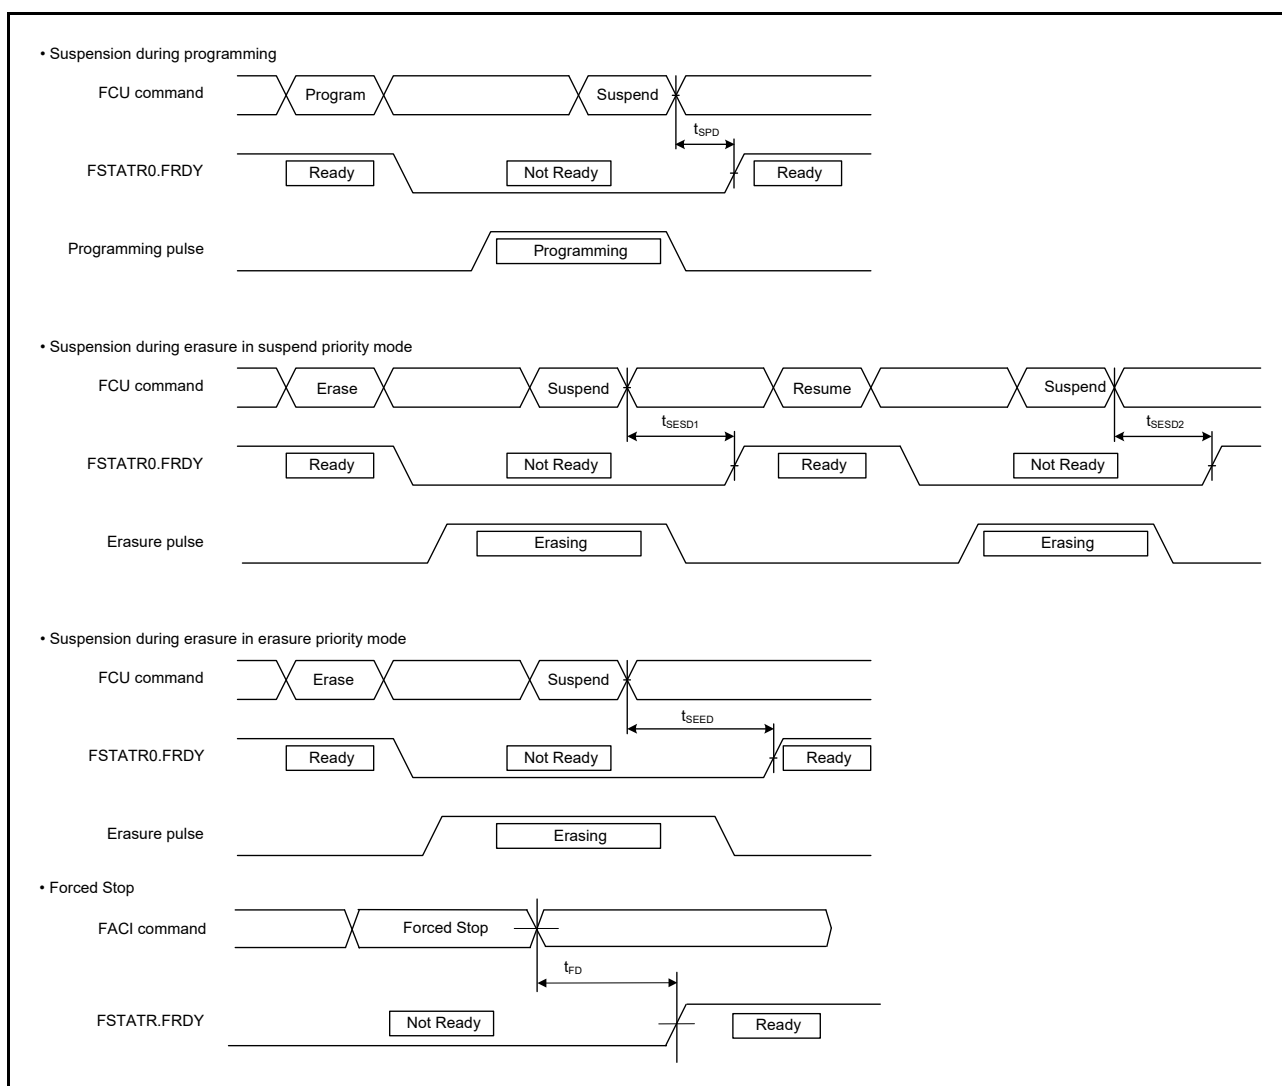 • Suspension during programming
FCU command Program Suspend
tSPD
FSTATR0.FRDY Ready Not Ready Ready
Programming pulse Programming
• Suspension during erasure in suspend priority mode
FCU command Erase Suspend Resume Suspend
tSESD1 tSESD2
FSTATR0.FRDY Ready Not Ready Ready Not Ready
Erasure pulse Erasing Erasing
• Suspension during erasure in erasure priority mode
FCU command Erase Suspend
tSEED
FSTATR0.FRDY Ready Not Ready Ready
Erasure pulse Erasing
• Forced Stop
FACI command Forced Stop
tFD
FSTATR.FRDY Not Ready Ready